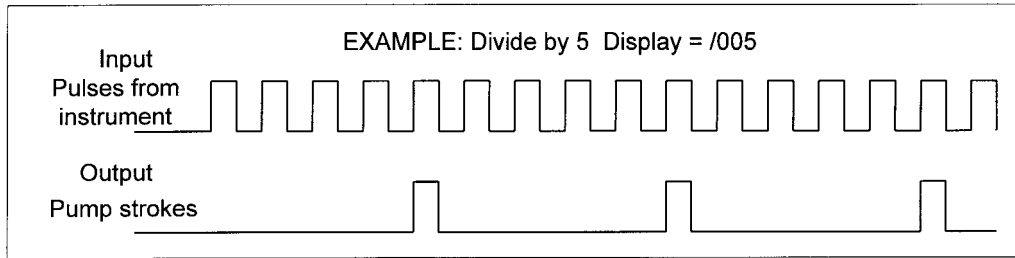 EXAMPLE: Divide by 5 Display = /005
Input
Pulses from
instrument
Output
Pump strokes